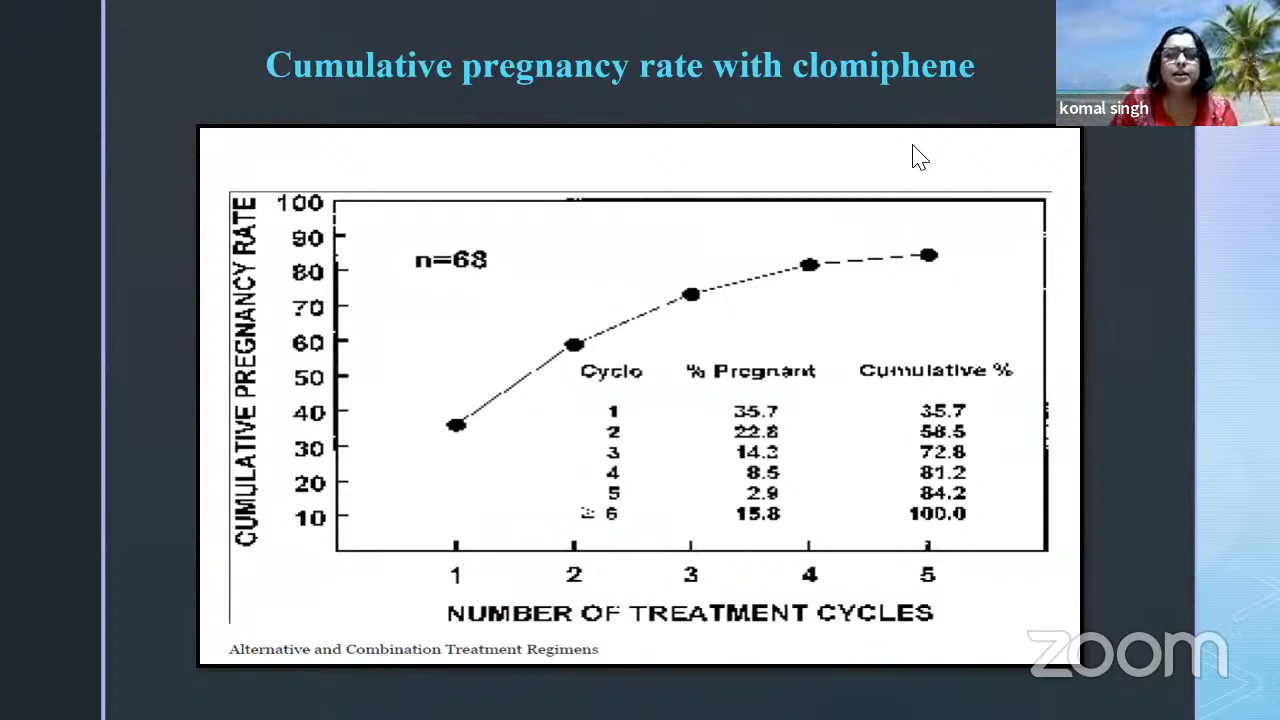 Cumulative pregnancy rate with clomiphene
komal singh
CUMULATIVE PREGNANCY RATE
100
90
80
70
60
50
40
30
20
10
n=68
Cycle % Pregnant Cumulative %
1 35.7 35.7
2 22.8 58.5
3 14.3 72.8
4 8.5 81.2
5 2.9 84.2
≥ 6 15.8 100.0
1 2 3 4 5
NUMBER OF TREATMENT CYCLES
Alternative and Combination Treatment Regimens
zoom